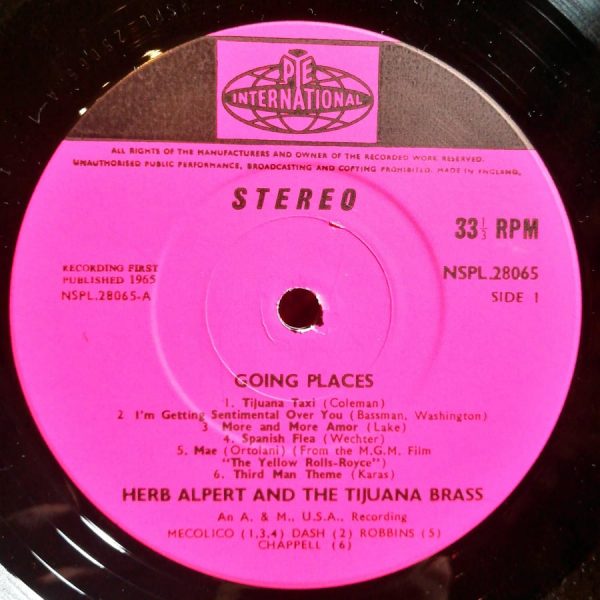 PYE
INTERNATIONAL
ALL RIGHTS OF THE MANUFACTURERS AND OWNER OF THE RECORDED WORK RESERVED.
UNAUTHORISED PUBLIC PERFORMANCE, BROADCASTING AND COPYING PROHIBITED. MADE IN ENGLAND.
STEREO
33⅓ RPM
RECORDING FIRST
PUBLISHED 1965
NSPL.28065-A
NSPL.28065
SIDE 1
GOING PLACES
1. Tijuana Taxi (Coleman)
2 I'm Getting Sentimental Over You (Bassman, Washington)
3 More and More Amor (Lake)
4. Spanish Flea (Wechter)
5. Mae (Ortolani) (From the M.G.M. Film
"The Yellow Rolls-Royce")
6. Third Man Theme (Karas)
HERB ALPERT AND THE TIJUANA BRASS
An A. & M., U.S.A., Recording
MECOLICO (1,3,4) DASH (2) ROBBINS (5)
CHAPPELL (6)